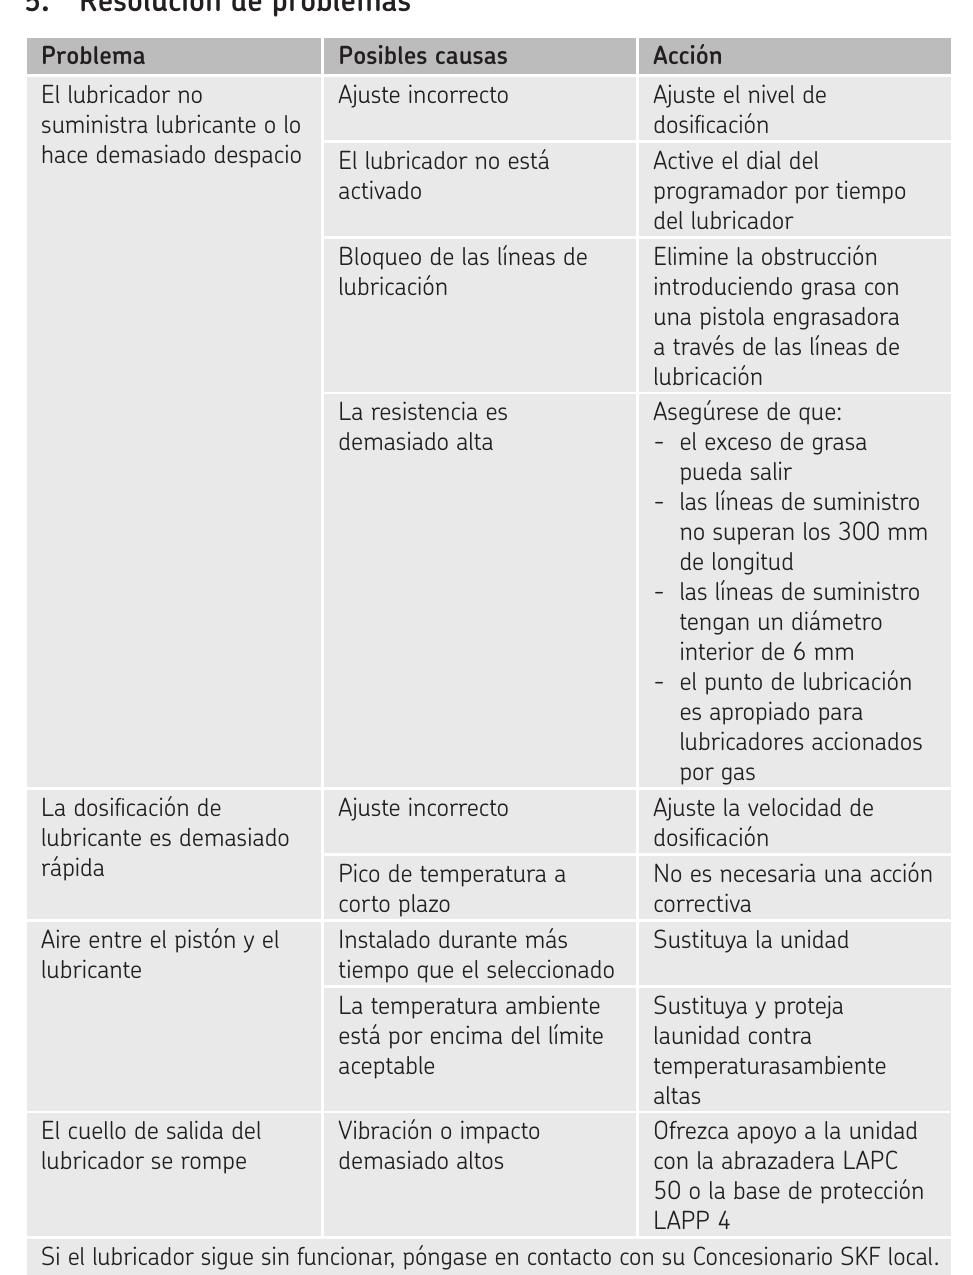 5. Resolución de problemas
Problema
Posibles causas
Acción
El lubricador no
suministra lubricante o lo
hace demasiado despacio
Ajuste incorrecto
Ajuste el nivel de
dosificación
El lubricador no está
activado
Active el dial del
programador por tiempo
del lubricador
Bloqueo de las líneas de
lubricación
Elimine la obstrucción
introduciendo grasa con
una pistola engrasadora
a través de las líneas de
lubricación
La resistencia es
demasiado alta
Asegúrese de que:
- el exceso de grasa
pueda salir
- las líneas de suministro
no superan los 300 mm
de longitud
- las líneas de suministro
tengan un diámetro
interior de 6 mm
- el punto de lubricación
es apropiado para
lubricadores accionados
por gas
La dosificación de
lubricante es demasiado
rápida
Ajuste incorrecto
Ajuste la velocidad de
dosificación
Pico de temperatura a
corto plazo
No es necesaria una acción
correctiva
Aire entre el pistón y el
lubricante
Instalado durante más
tiempo que el seleccionado
Sustituya la unidad
La temperatura ambiente
está por encima del límite
aceptable
Sustituya y proteja
launidad contra
temperaturasambiente
altas
El cuello de salida del
lubricador se rompe
Vibración o impacto
demasiado altos
Ofrezca apoyo a la unidad
con la abrazadera LAPC
50 o la base de protección
LAPP 4
Si el lubricador sigue sin funcionar, póngase en contacto con su Concesionario SKF local.